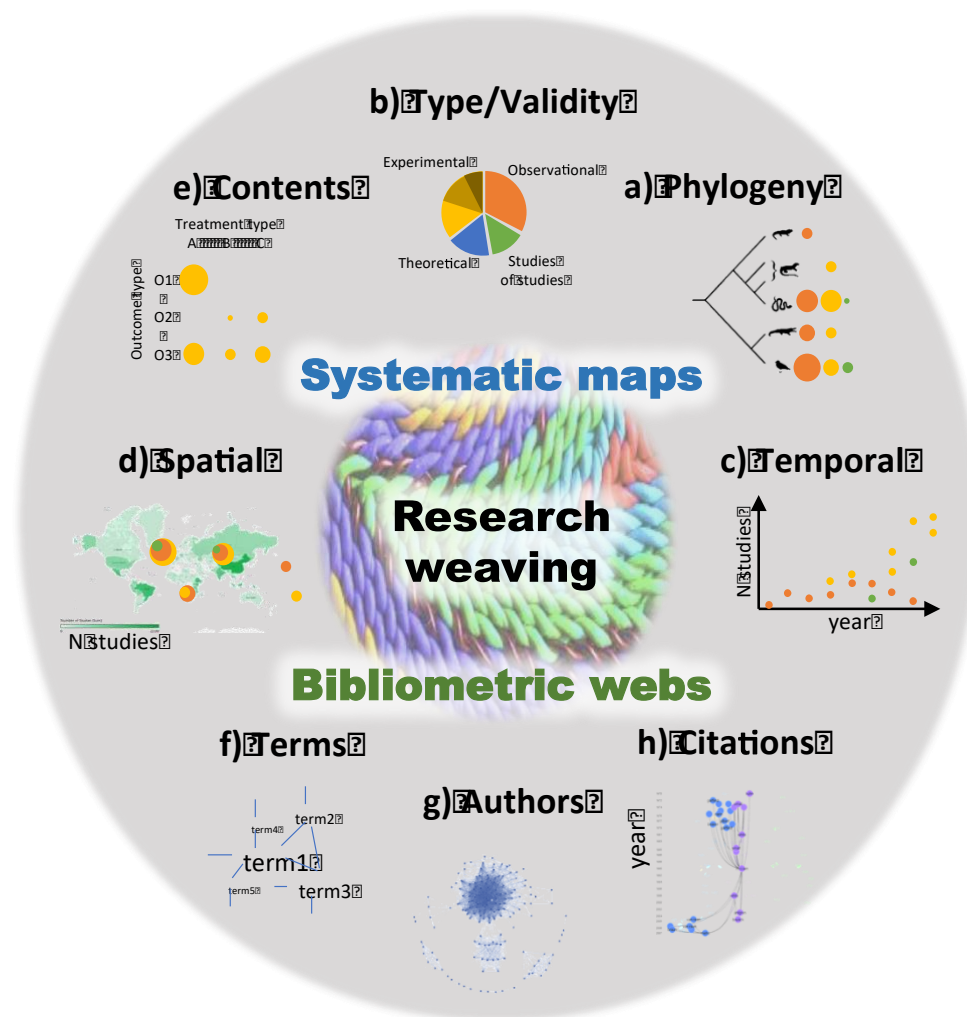 b)⍰Type/Validity⍰
Experimental⍰
Observational⍰
Theoretical⍰
Studies⍰
of⍰studies⍰
a)⍰Phylogeny⍰
e)⍰Contents⍰
Treatment⍰type⍰
A⍰⍰⍰⍰B⍰⍰⍰⍰C⍰
Outcome⍰type⍰
O1⍰
⍰
O2⍰
⍰
O3⍰
Systematic maps
d)⍰Spatial⍰
N⍰studies⍰
Research
weaving
c)⍰Temporal⍰
N⍰studies⍰
year⍰
Bibliometric webs
f)⍰Terms⍰
term2⍰
term4⍰
term1⍰
term5⍰
term3⍰
g)⍰Authors⍰
h)⍰Citations⍰
year⍰